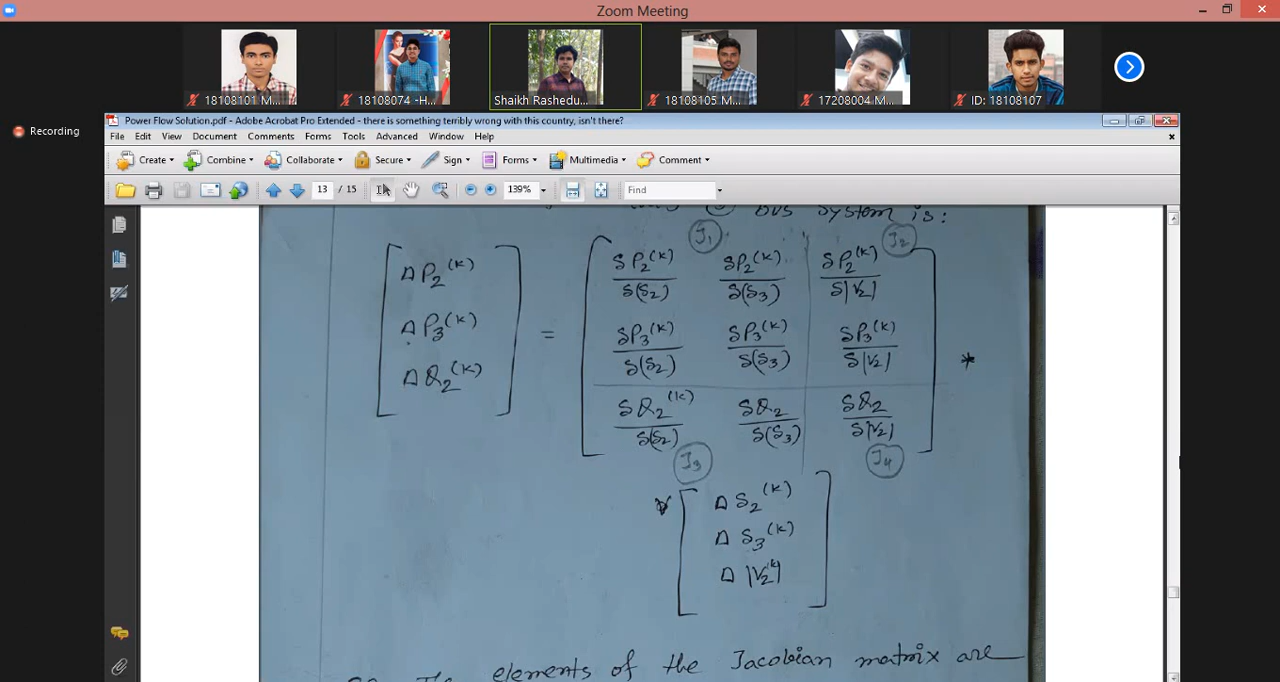 Zoom Meeting
18108101 M...
18108074 -H...
Shaikh Rashedu...
18108105 M...
17208004 M...
ID: 18108107
Recording
Power Flow Solution.pdf - Adobe Acrobat Pro Extended - there is something terribly wrong with this country, isn't there?
File Edit View Document Comments Forms Tools Advanced Window Help
Create Combine Collaborate Secure Sign Forms Multimedia Comment
13 / 15 139% Find
bus system is:
J1 J2
ΔP2^(k) δP2^(k)/δ(δ2) δP2^(k)/δ(δ3) δP2^(k)/δ|V2|
ΔP3^(k) = δP3^(k)/δ(δ2) δP3^(k)/δ(δ3) δP3^(k)/δ|V2| *
ΔQ2^(k) δQ2^(k)/δ(δ2) δQ2/δ(δ3) δQ2/δ|V2|
J3 J4
Δδ2^(k)
Δδ3^(k)
Δ|V2^k|
The elements of the Jacobian matrix are